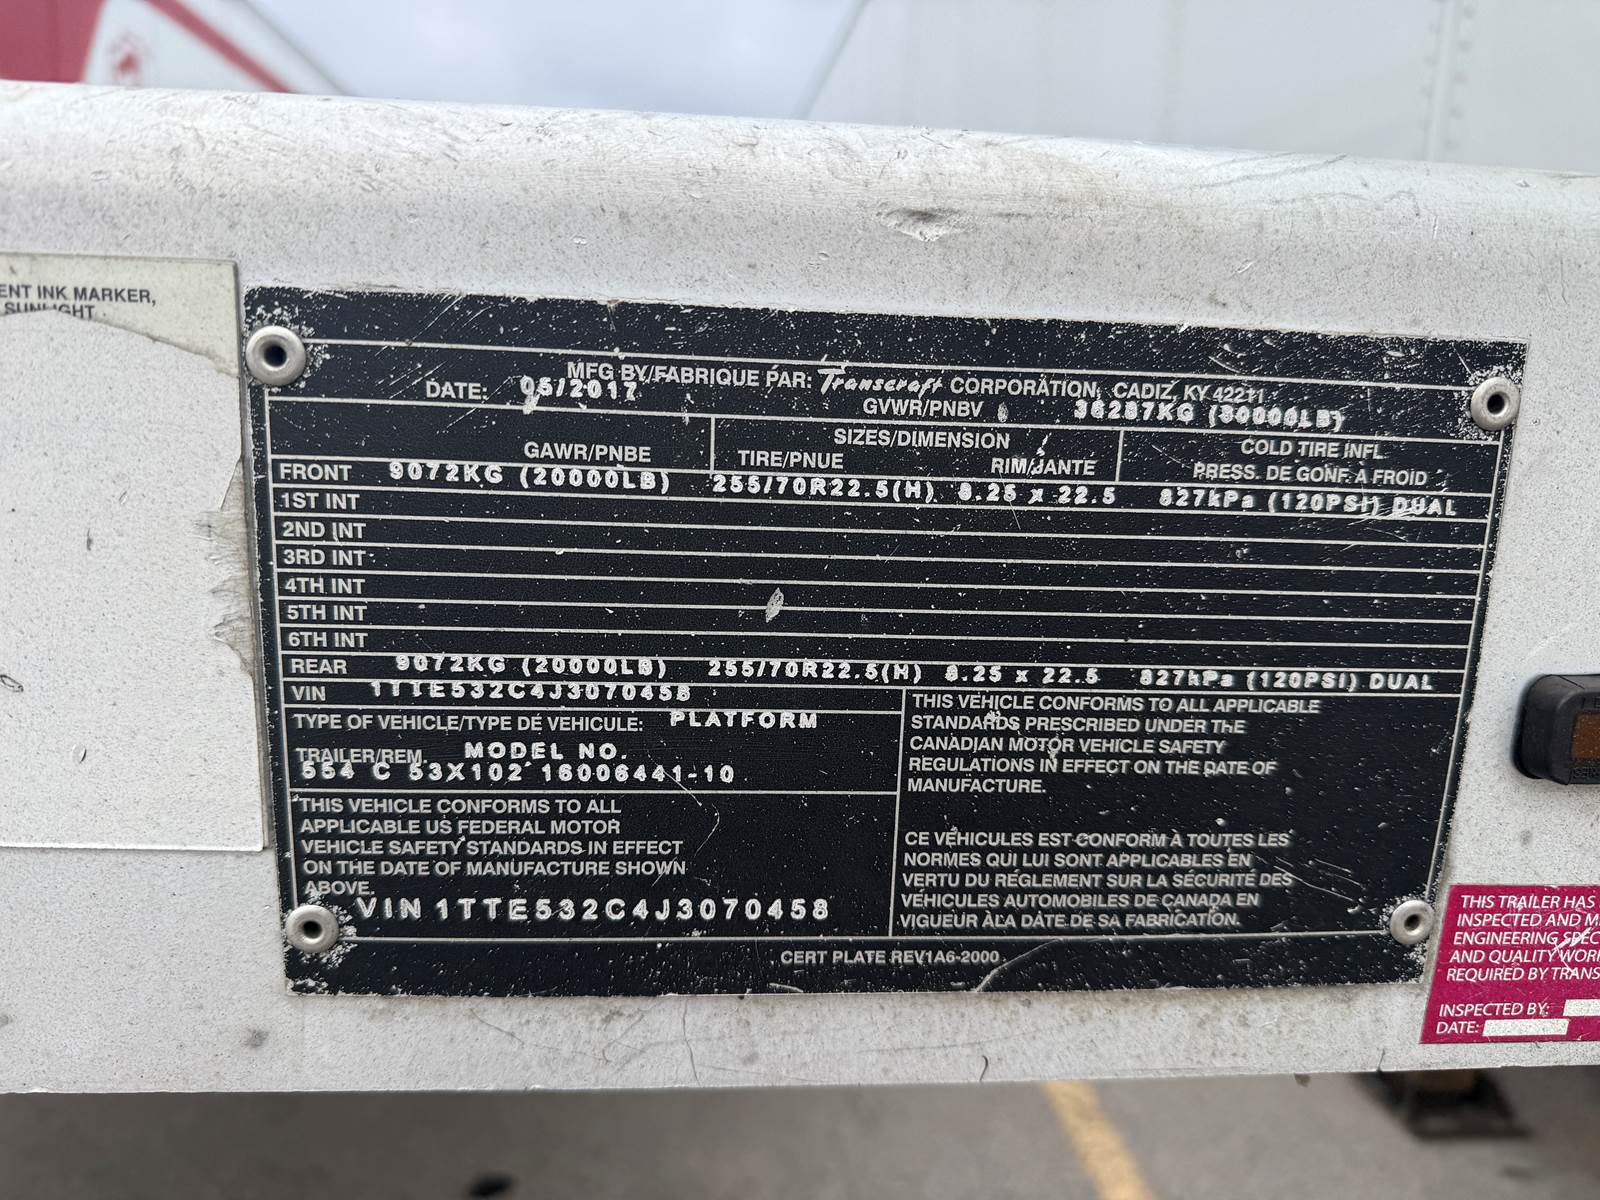 ENT INK MARKER,
SUNLIGHT
MFG BY/FABRIQUE PAR: Transcraft CORPORATION, CADIZ, KY 42211
DATE: 05/2017 GVWR/PNBV 36287KG (80000LB)
GAWR/PNBE SIZES/DIMENSION COLD TIRE INFL.
TIRE/PNUE RIM/JANTE PRESS. DE GONF. À FROID
FRONT 9072KG (20000LB) 255/70R22.5(H) 8.25 x 22.5 827kPa (120PSI) DUAL
1ST INT
2ND INT
3RD INT
4TH INT
5TH INT
6TH INT
REAR 9072KG (20000LB) 255/70R22.5(H) 8.25 x 22.5 827kPa (120PSI) DUAL
VIN 1TTE532C4J3070458
TYPE OF VEHICLE/TYPE DE VEHICULE: PLATFORM
TRAILER/REM. MODEL NO.
554 C 53X102 16006441-10
THIS VEHICLE CONFORMS TO ALL
APPLICABLE US FEDERAL MOTOR
VEHICLE SAFETY STANDARDS IN EFFECT
ON THE DATE OF MANUFACTURE SHOWN
ABOVE.
VIN 1TTE532C4J3070458
THIS VEHICLE CONFORMS TO ALL APPLICABLE
STANDARDS PRESCRIBED UNDER THE
CANADIAN MOTOR VEHICLE SAFETY
REGULATIONS IN EFFECT ON THE DATE OF
MANUFACTURE.
CE VÉHICULES EST CONFORM À TOUTES LES
NORMES QUI LUI SONT APPLICABLES EN
VERTU DU RÉGLEMENT SUR LA SÉCURITÉ DES
VÉHICULES AUTOMOBILES DE CANADA EN
VIGUEUR ÀLA DATE DE SA FABRICATION.
CERT PLATE REV1A6-2000
THIS TRAILER HAS
INSPECTED AND M
ENGINEERING SPEC
AND QUALITY WOR
REQUIRED BY TRANS
INSPECTED BY:
DATE: